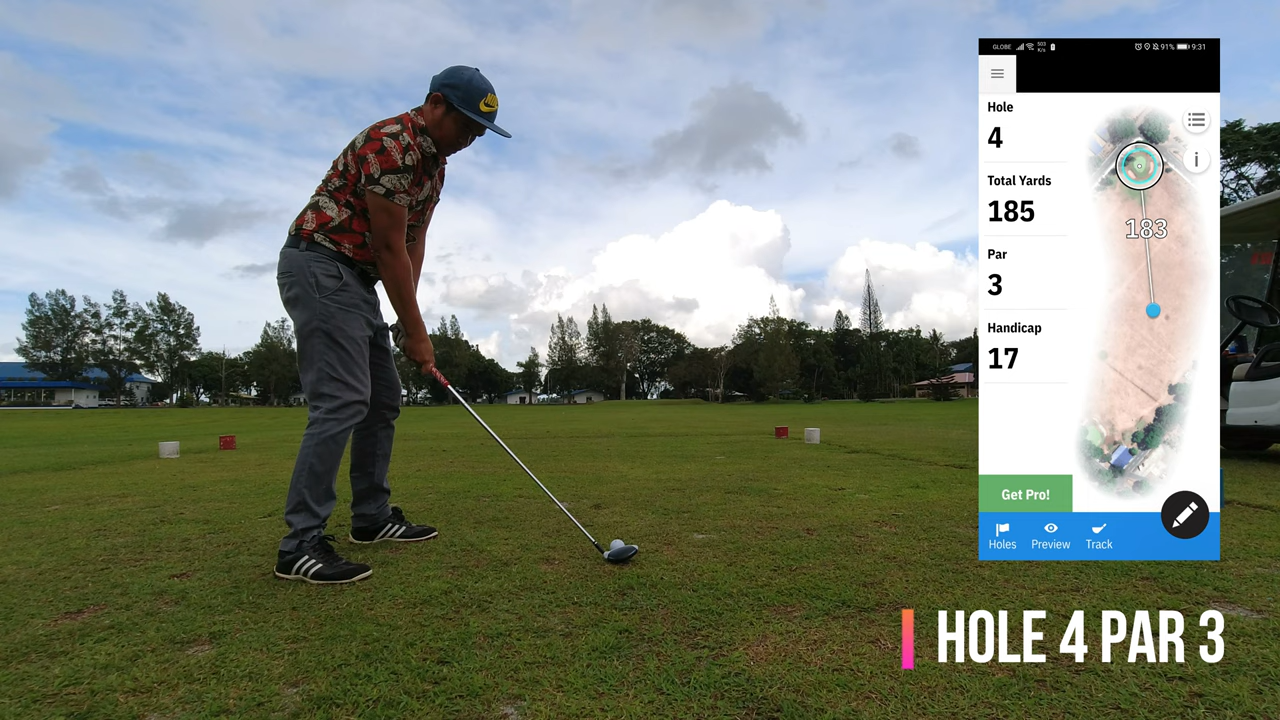 GLOBE 503 K/s 91% 9:31
Hole
4
Total Yards
185
Par
3
Handicap
17
183
i
Get Pro!
Holes Preview Track
HOLE 4 PAR 3